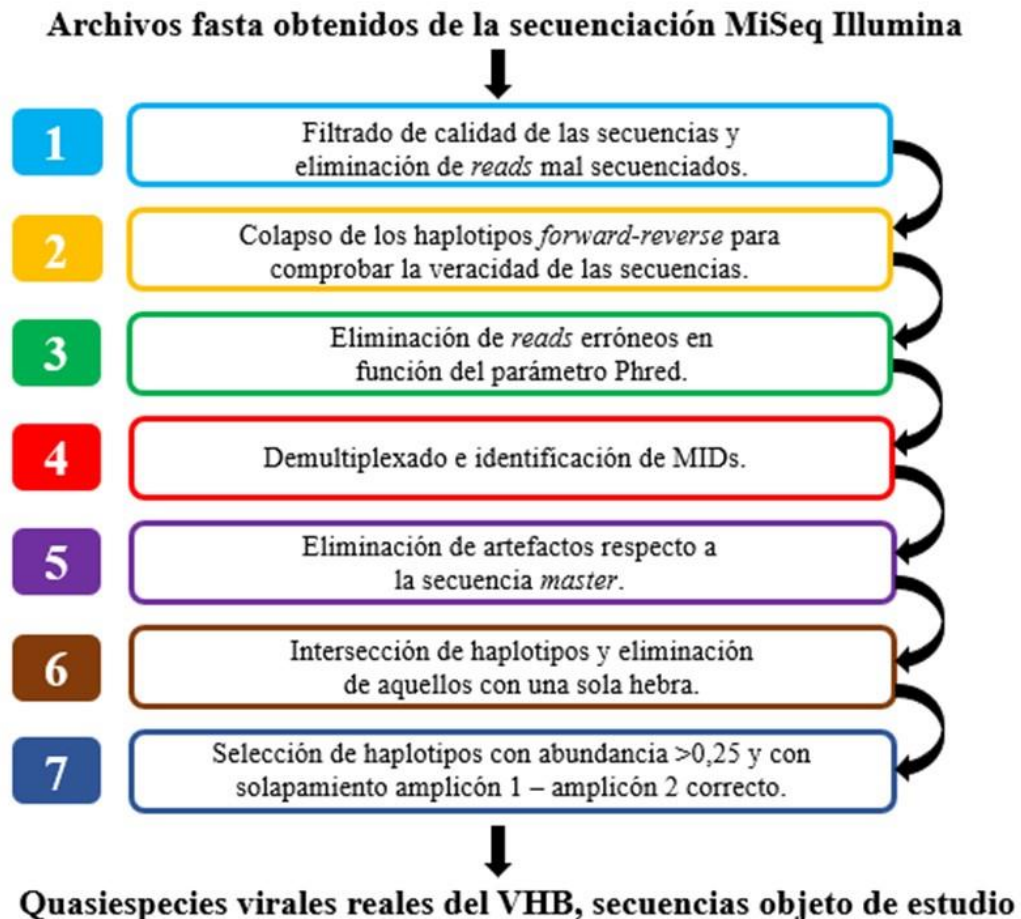 Archivos fasta obtenidos de la secuenciación MiSeq Illumina
1
Filtrado de calidad de las secuencias y
eliminación de reads mal secuenciados.
2
Colapso de los haplotipos forward-reverse para
comprobar la veracidad de las secuencias.
3
Eliminación de reads erróneos en
función del parámetro Phred.
4
Demultiplexado e identificación de MIDs.
5
Eliminación de artefactos respecto a
la secuencia master.
6
Intersección de haplotipos y eliminación
de aquellos con una sola hebra.
7
Selección de haplotipos con abundancia >0,25 y con
solapamiento amplicón 1 – amplicón 2 correcto.
Quasiespecies virales reales del VHB, secuencias objeto de estudio